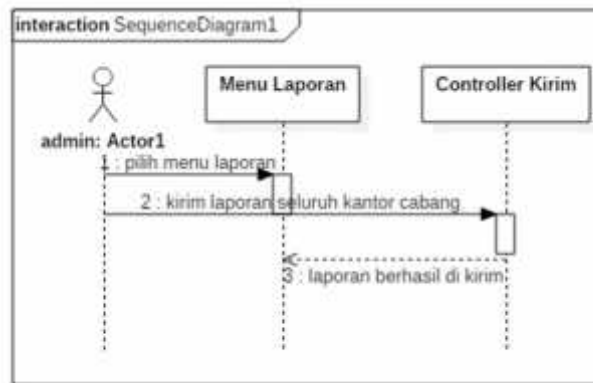 interaction SequenceDiagram1
Menu Laporan
Controller Kirim
admin: Actor1
1 : pilih menu laporan
2 : kirim laporan seluruh kantor cabang
3 : laporan berhasil di kirim